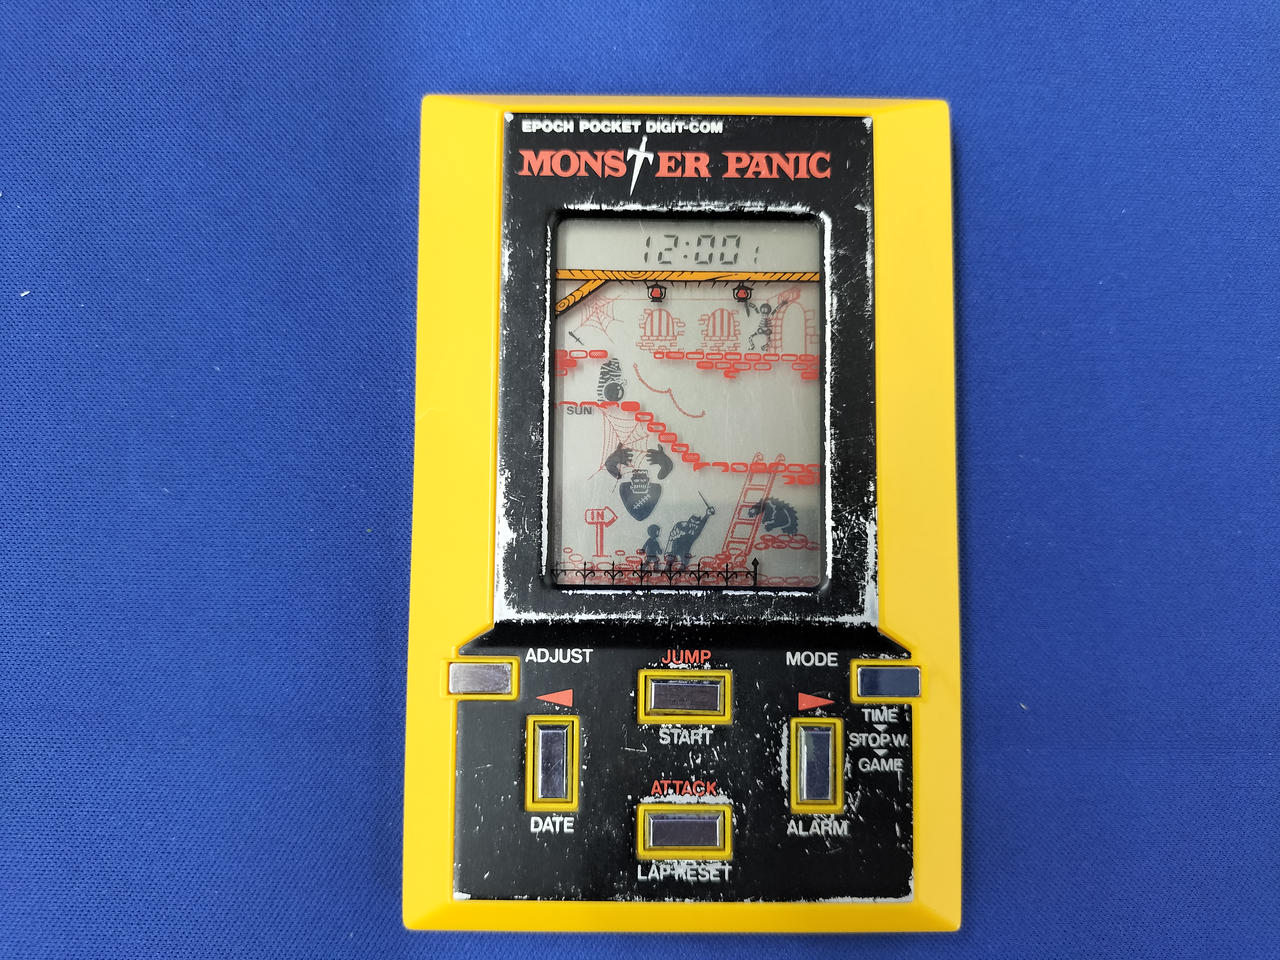 EPOCH POCKET DIGIT-COM
MONSTER PANIC
12:00
SUN
IN
ADJUST
JUMP
MODE
START
TIME
STOP.W.
GAME
ATTACK
DATE
ALARM
LAP•RESET